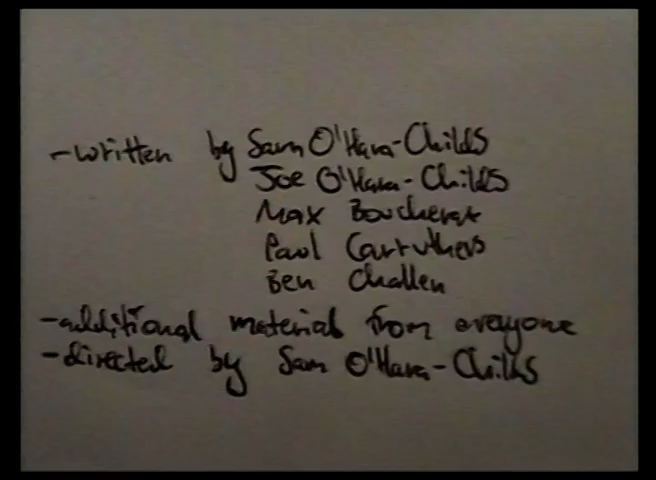 -written by Sam O'Hara-Childs
Joe O'Hara-Childs
Max Boucherat
Paul Carruthers
Ben Challen
-additional material from everyone
-directed by Sam O'Hara-Childs